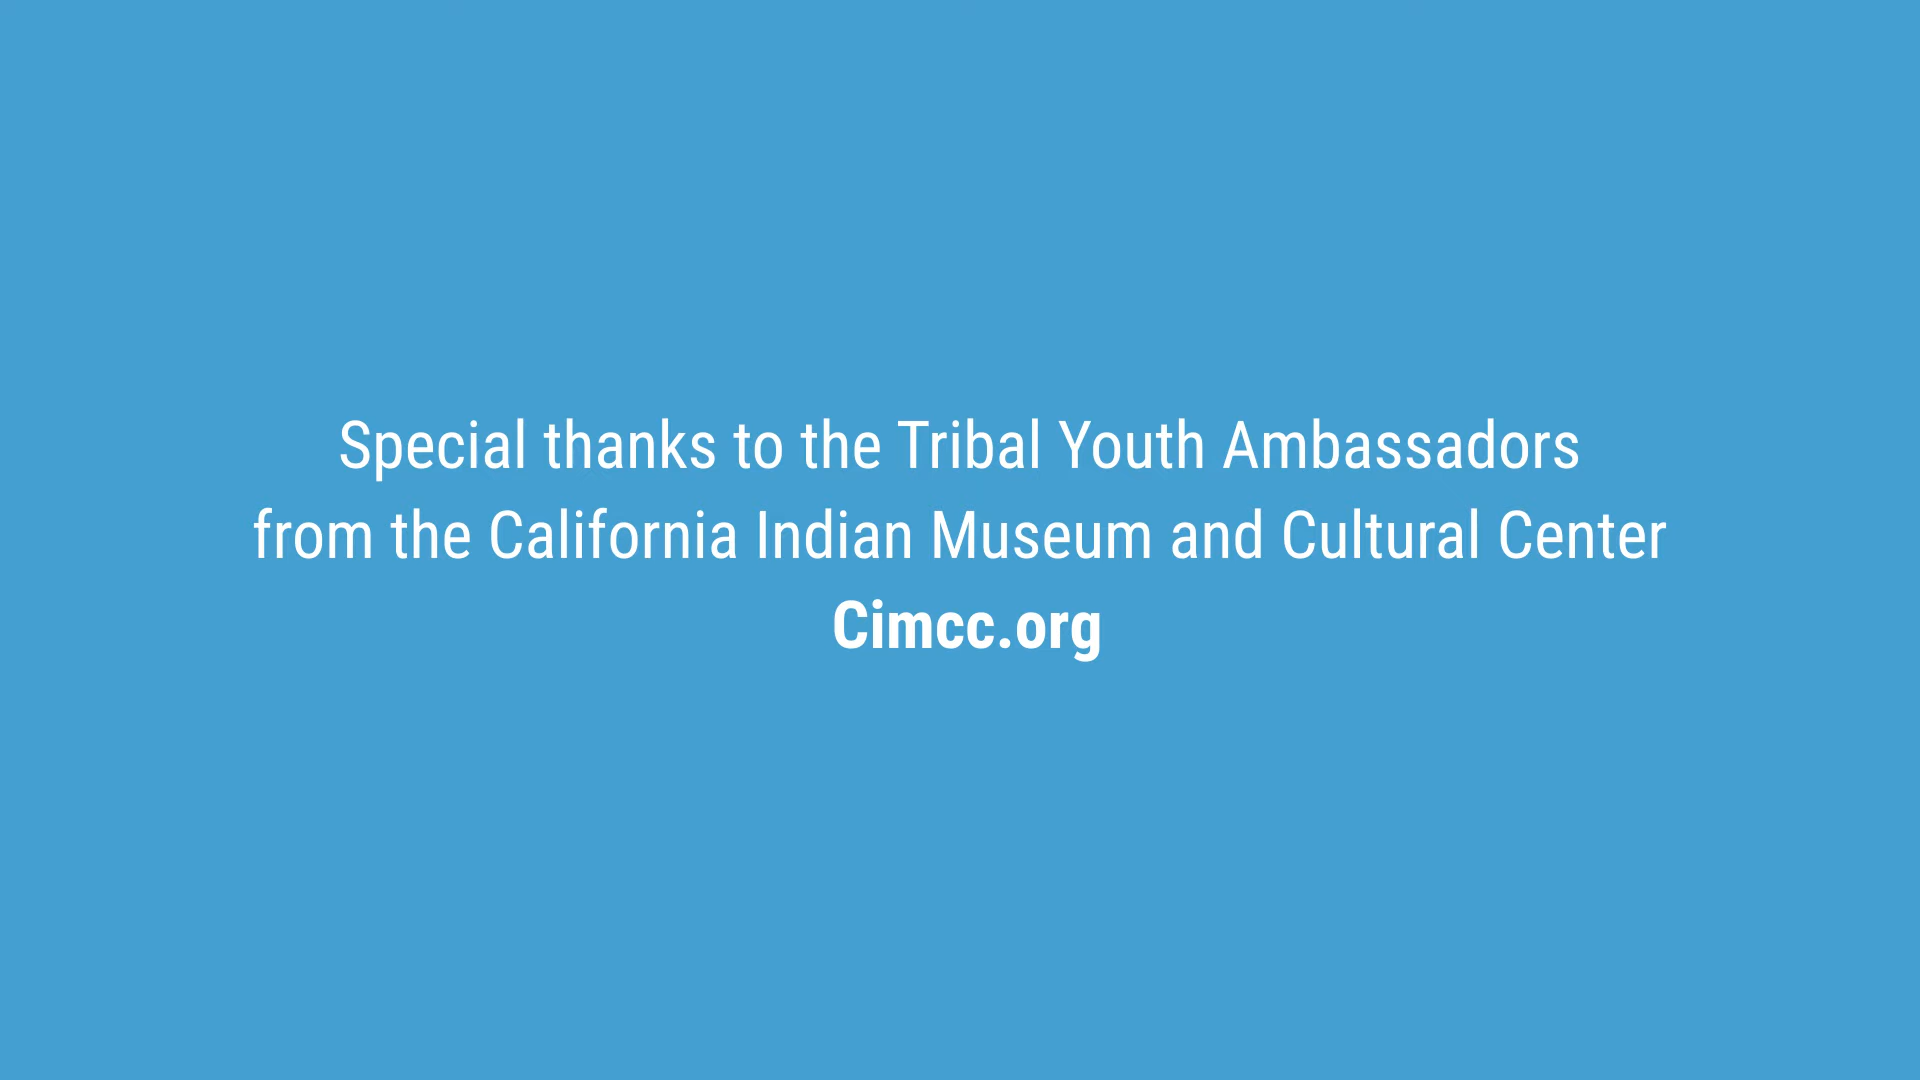 Special thanks to the Tribal Youth Ambassadors
from the California Indian Museum and Cultural Center
Cimcc.org